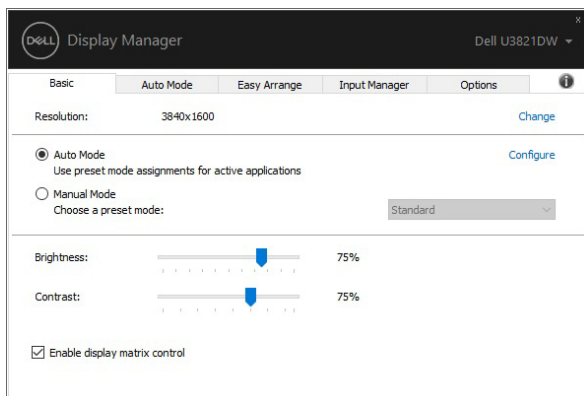 DELL Display Manager
x
Dell U3821DW
Basic
Auto Mode
Easy Arrange
Input Manager
Options
i
Resolution: 3840x1600 Change
Auto Mode Configure
Use preset mode assignments for active applications
Manual Mode
Choose a preset mode: Standard
Brightness: 75%
Contrast: 75%
Enable display matrix control